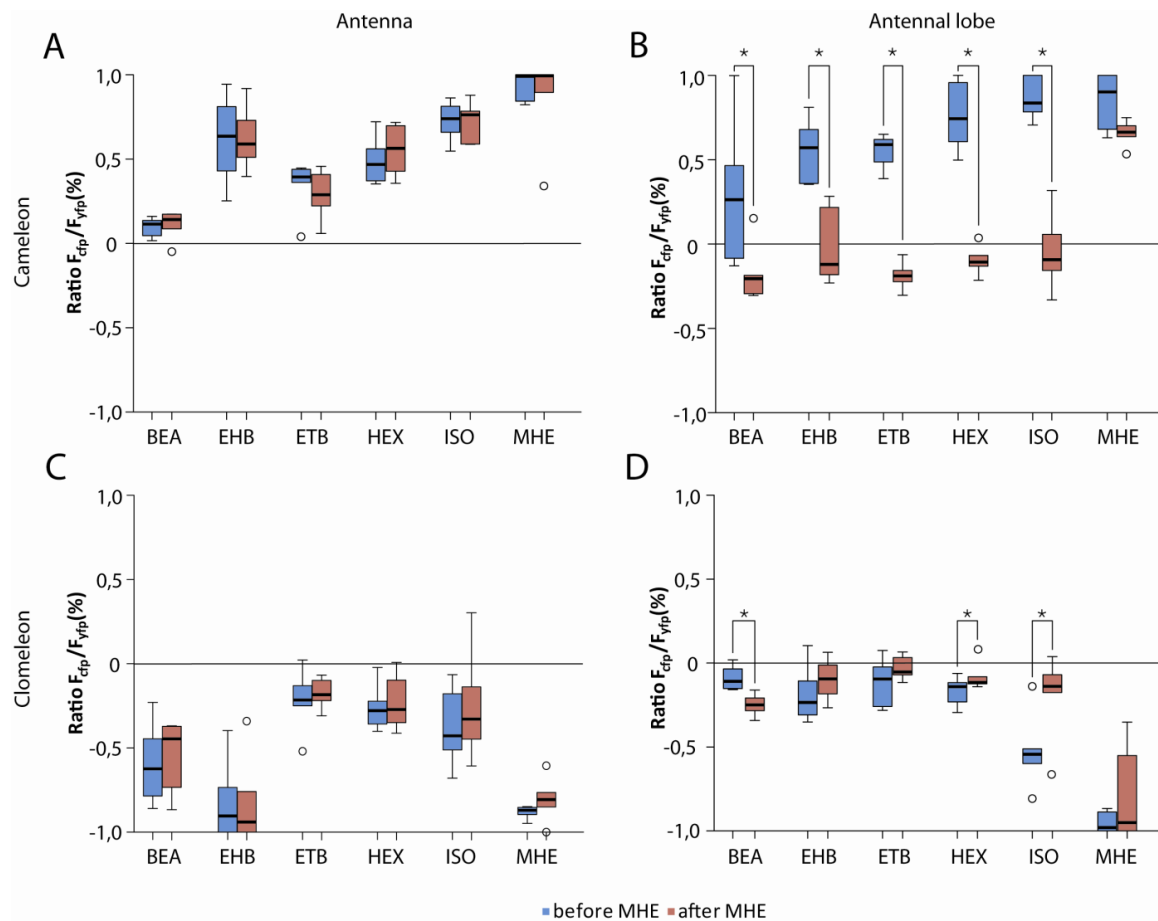 Antenna
Antennal lobe
Cameleon
A
Ratio Fcfp/Fyfp(%)
1,0
0,5
0
-0,5
-1,0
BEA EHB ETB HEX ISO MHE
B
* * * * *
Ratio Fcfp/Fyfp(%)
1,0
0,5
0
-0,5
-1,0
BEA EHB ETB HEX ISO MHE
Clomeleon
C
Ratio Fcfp/Fyfp(%)
1,0
0,5
0
-0,5
-1,0
BEA EHB ETB HEX ISO MHE
D
* * *
Ratio Fcfp/Fyfp(%)
1,0
0,5
0
-0,5
-1,0
BEA EHB ETB HEX ISO MHE
before MHE after MHE